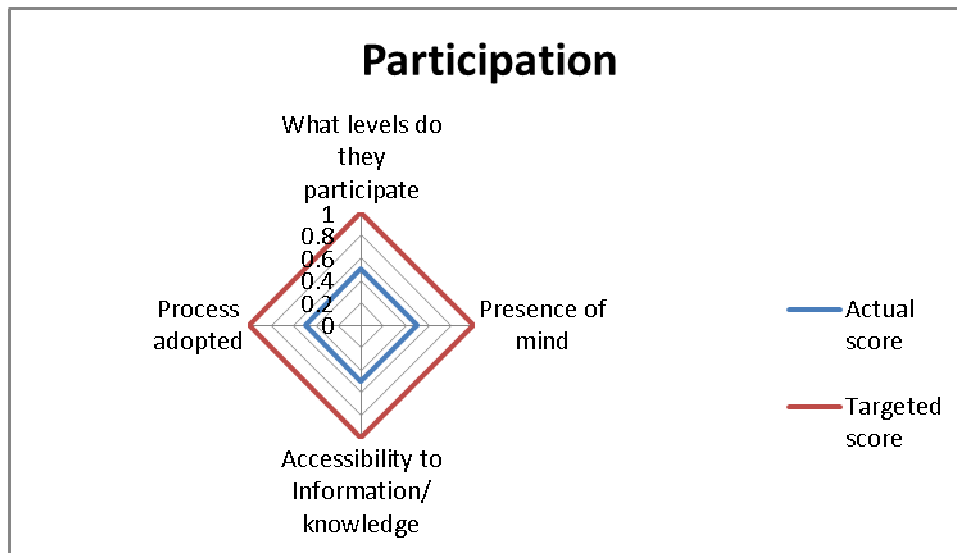 Participation
What levels do
they
participate
1
0.8
0.6
0.4
0.2
0
Process
adopted
Presence of
mind
Accessibility to
Information/
knowledge
Actual
score
Targeted
score